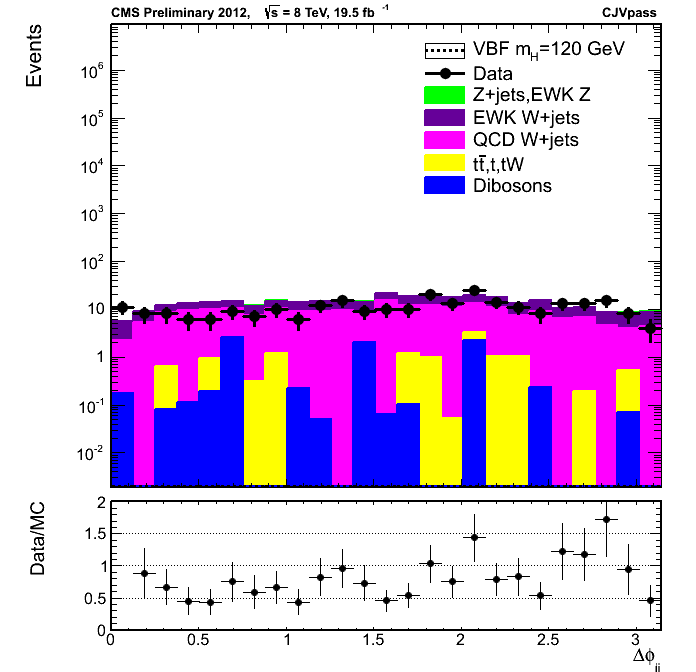 CMS Preliminary 2012, √s = 8 TeV, 19.5 fb⁻¹ CJVpass
Events
VBF m_H=120 GeV
Data
Z+jets,EWK Z
EWK W+jets
QCD W+jets
tt̄,t,tW
Dibosons
10⁶
10⁵
10⁴
10³
10²
10
1
10⁻¹
10⁻²
Data/MC
2
1.5
1
0.5
0
0 0.5 1 1.5 2 2.5 3
Δϕ_jj